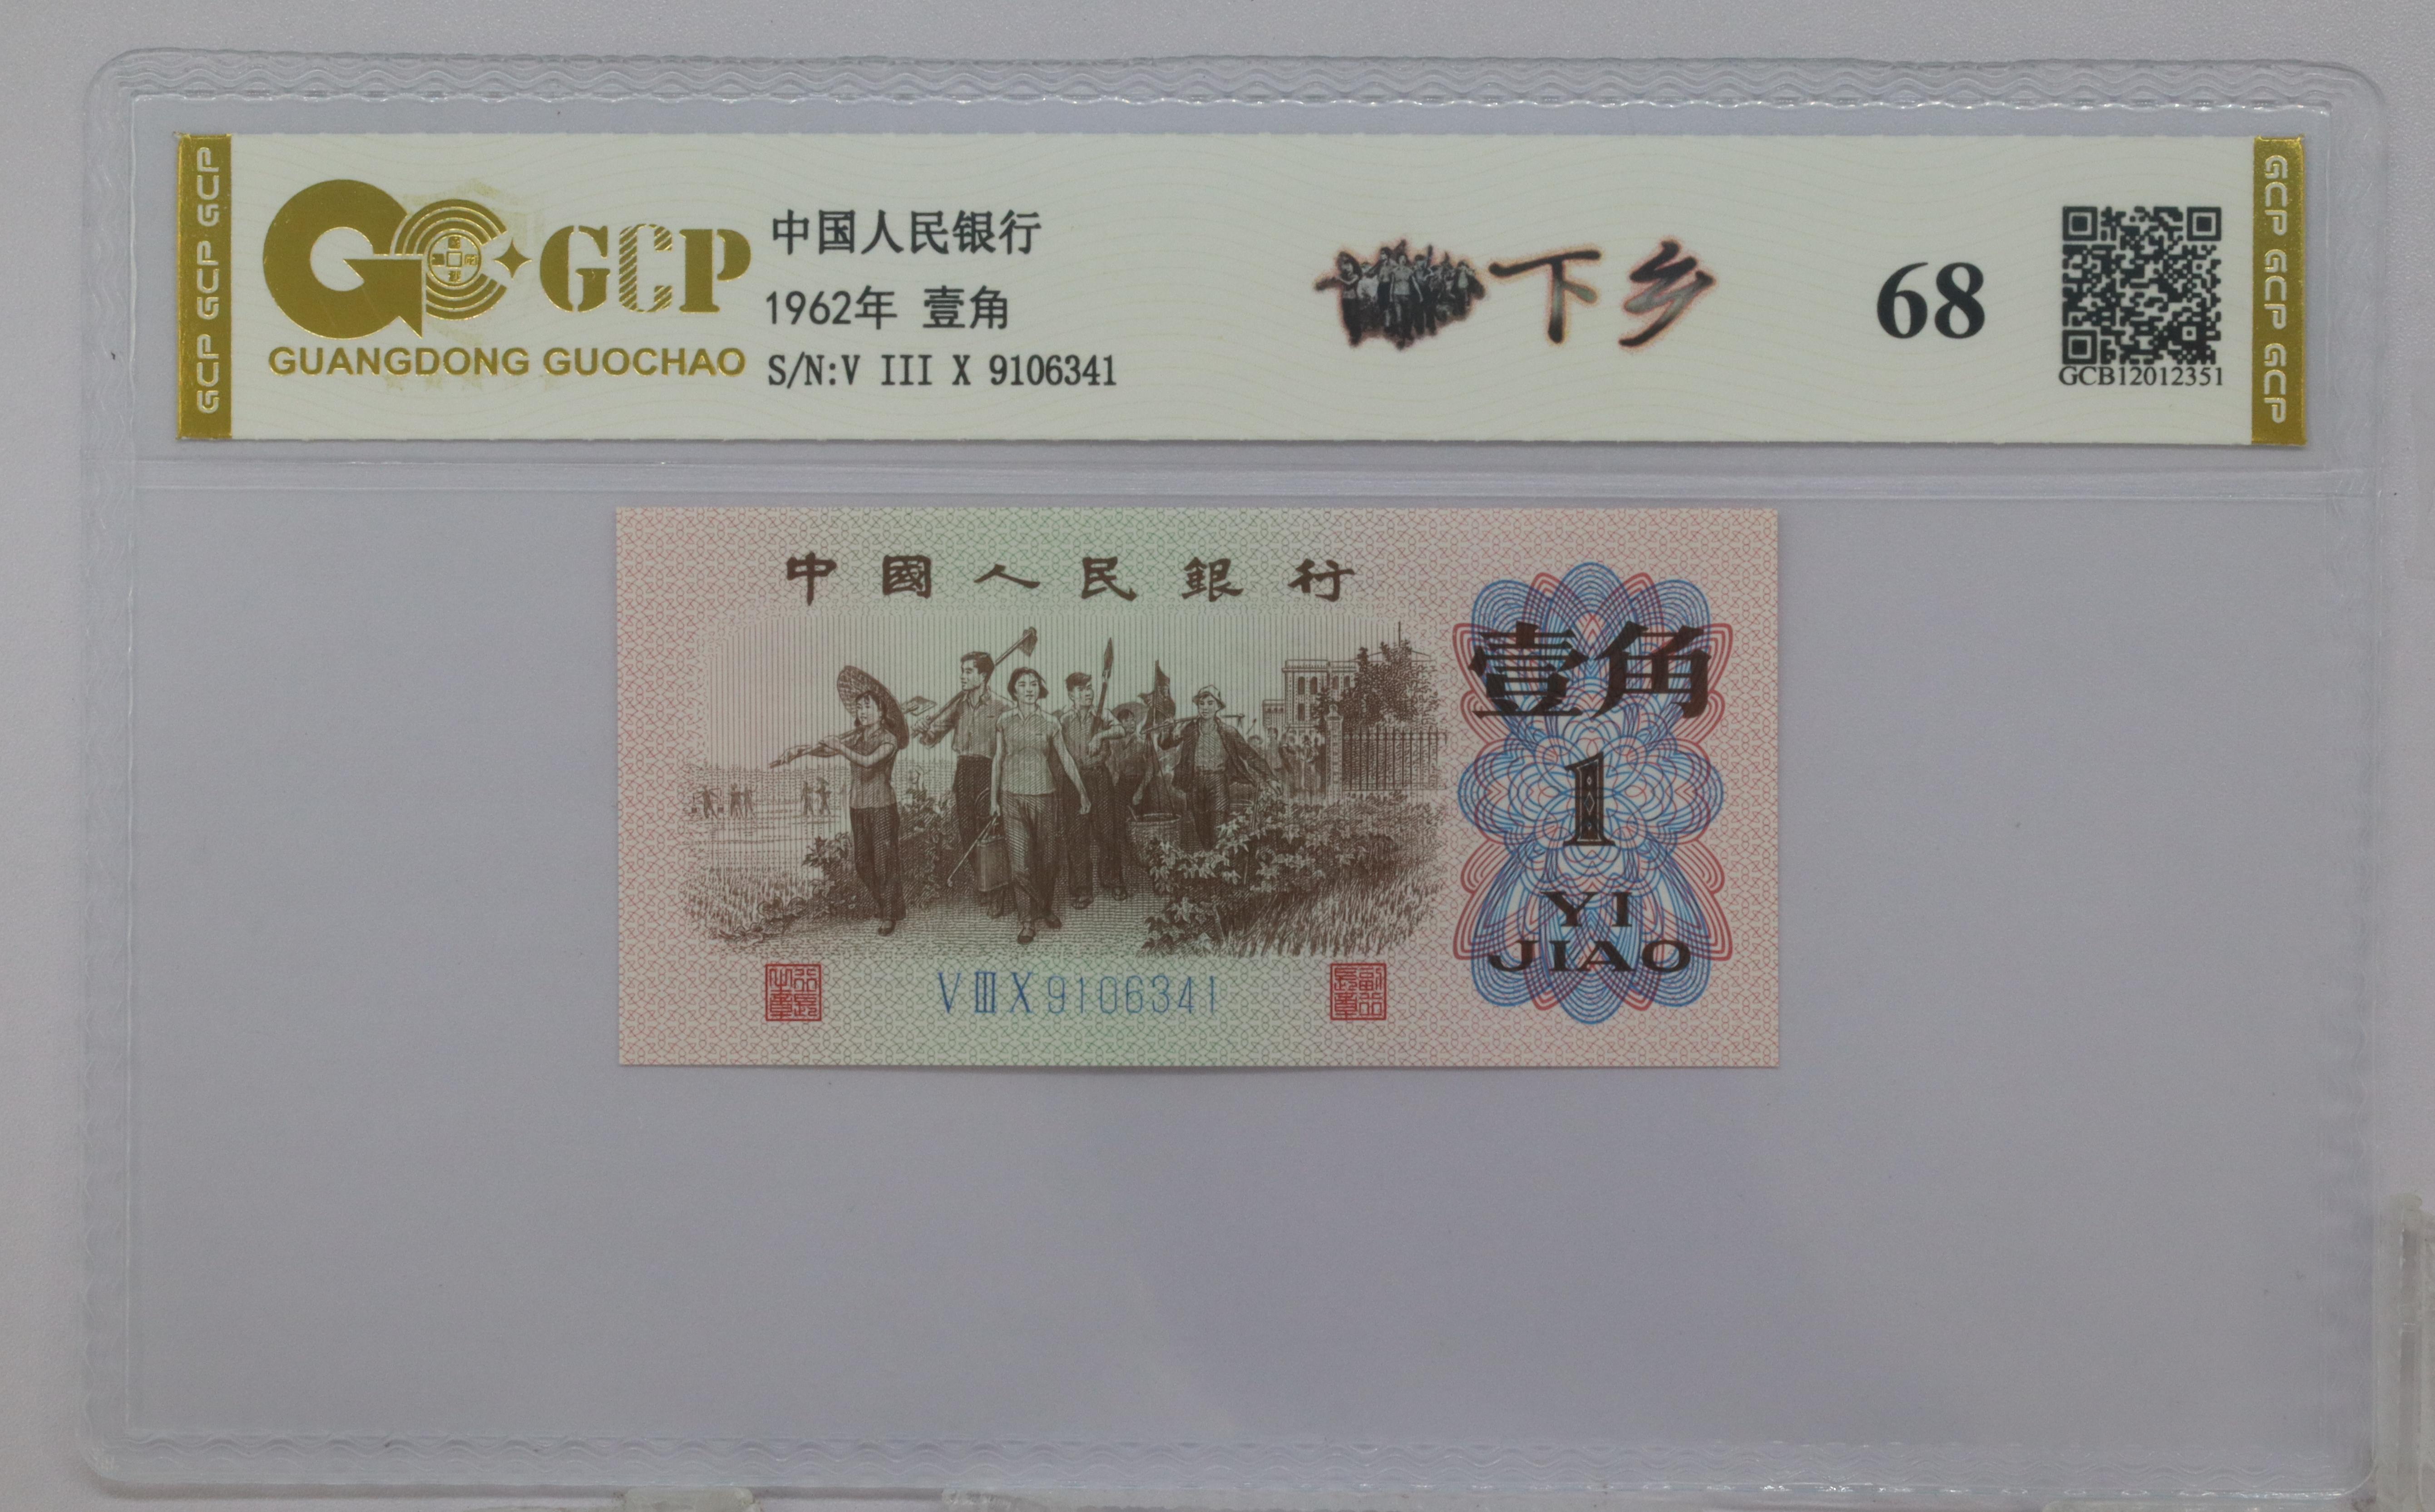 GCP GCP GCP
GCP
GUANGDONG GUOCHAO
中国人民银行
1962年 壹角
S/N:V III X 9106341
下乡
68
GCB12012351
GCP GCP GCP
中國人民銀行
壹角
1
YI
JIAO
V III X 9106341